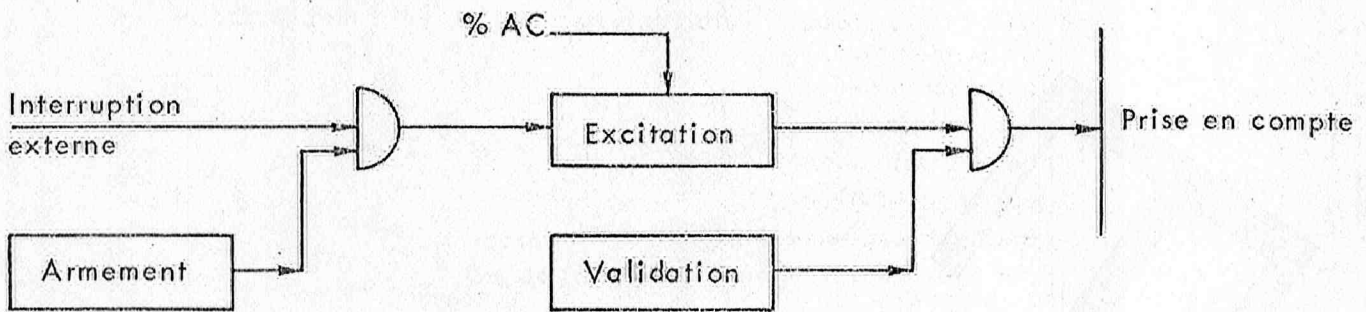 % AC
Interruption
externe
Excitation
Prise en compte
Armement
Validation